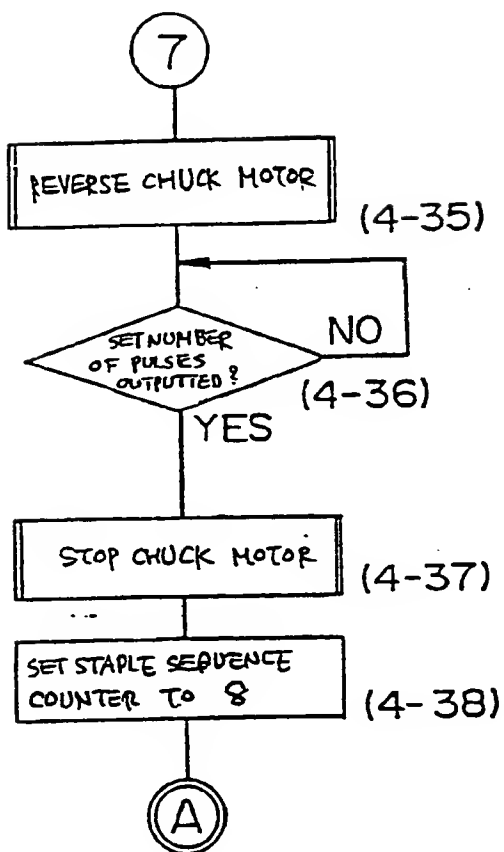 7
REVERSE CHUCK MOTOR
(4-35)
SET NUMBER
OF PULSES
OUTPUTTED?
NO
(4-36)
YES
STOP CHUCK MOTOR
(4-37)
SET STAPLE SEQUENCE
COUNTER TO 8
(4-38)
A